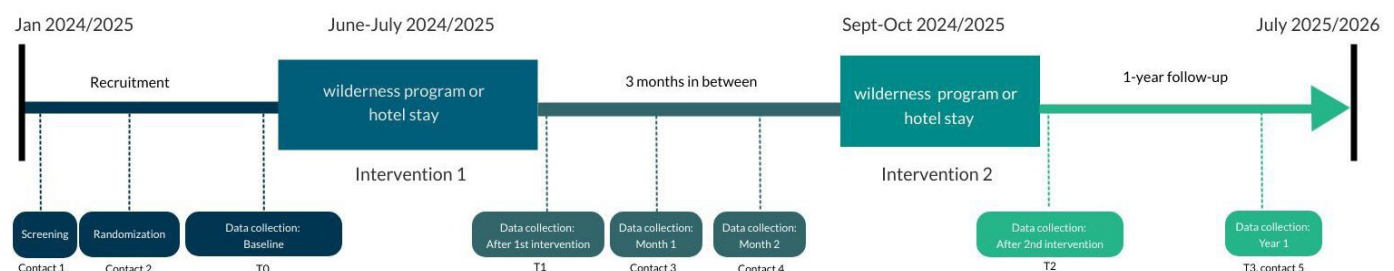 Jan 2024/2025
June-July 2024/2025
Sept-Oct 2024/2025
July 2025/2026
Recruitment
wilderness program or
hotel stay
3 months in between
wilderness program or
hotel stay
1-year follow-up
Intervention 1
Intervention 2
Screening
Randomization
Data collection:
Baseline
Data collection:
After 1st intervention
Data collection:
Month 1
Data collection:
Month 2
Data collection:
After 2nd intervention
Data collection:
Year 1
Contact 1
Contact 2
T0
T1
Contact 3
Contact 4
T2
T3, contact 5